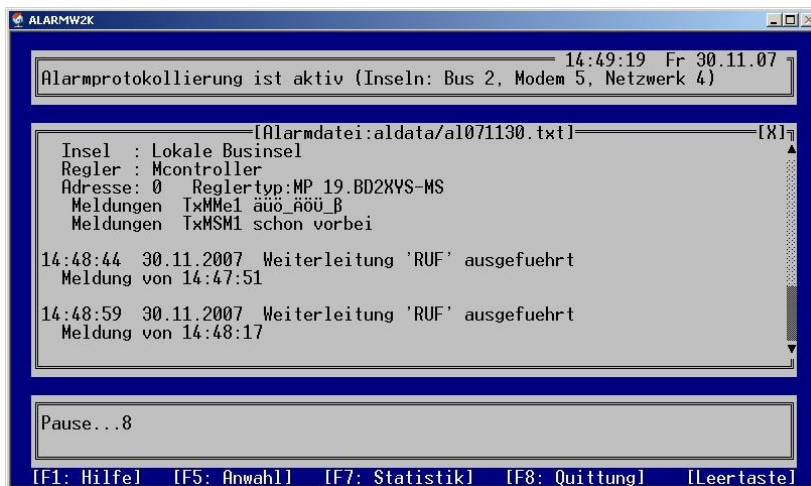 ALARMW2K
14:49:19 Fr 30.11.07
Alarmprotokollierung ist aktiv (Inseln: Bus 2, Modem 5, Netzwerk 4)
[Alarmdatei:aldata/al071130.txt] [X]
Insel : Lokale Businsel
Regler : Mcontroller
Adresse: 0 Reglertyp:MP 19.BD2XYS-MS
Meldungen TxMMe1 äüö_ÄÖÜ_ß
Meldungen TxMSM1 schon vorbei
14:48:44 30.11.2007 Weiterleitung 'RUF' ausgefuehrt
Meldung von 14:47:51
14:48:59 30.11.2007 Weiterleitung 'RUF' ausgefuehrt
Meldung von 14:48:17
Pause...8
[F1: Hilfe] [F5: Anwahl] [F7: Statistik] [F8: Quittung] [Leertaste]